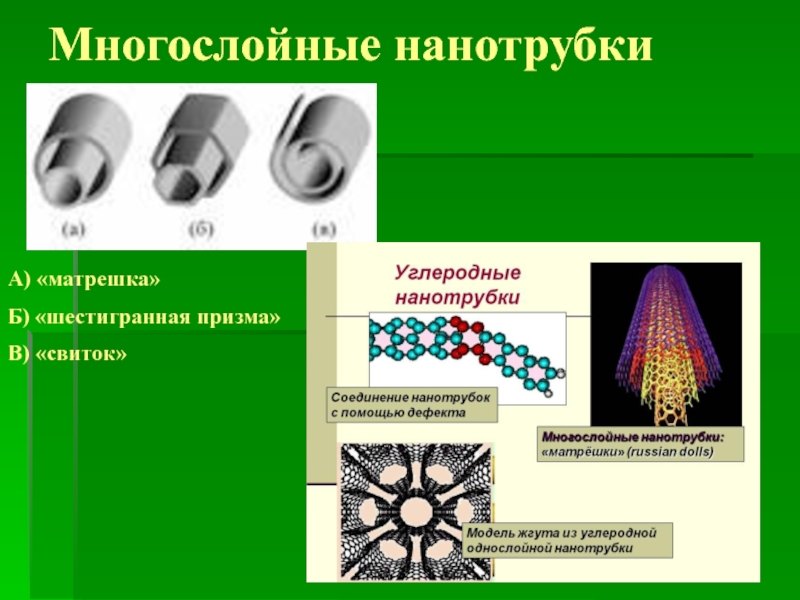 Многослойные нанотрубки
(а) (б) (в)
А) «матрешка»
Б) «шестигранная призма»
В) «свиток»
Углеродные
нанотрубки
Соединение нанотрубок
с помощью дефекта
Многослойные нанотрубки:
«матрёшки» (russian dolls)
Модель жгута из углеродной
однослойной нанотрубки